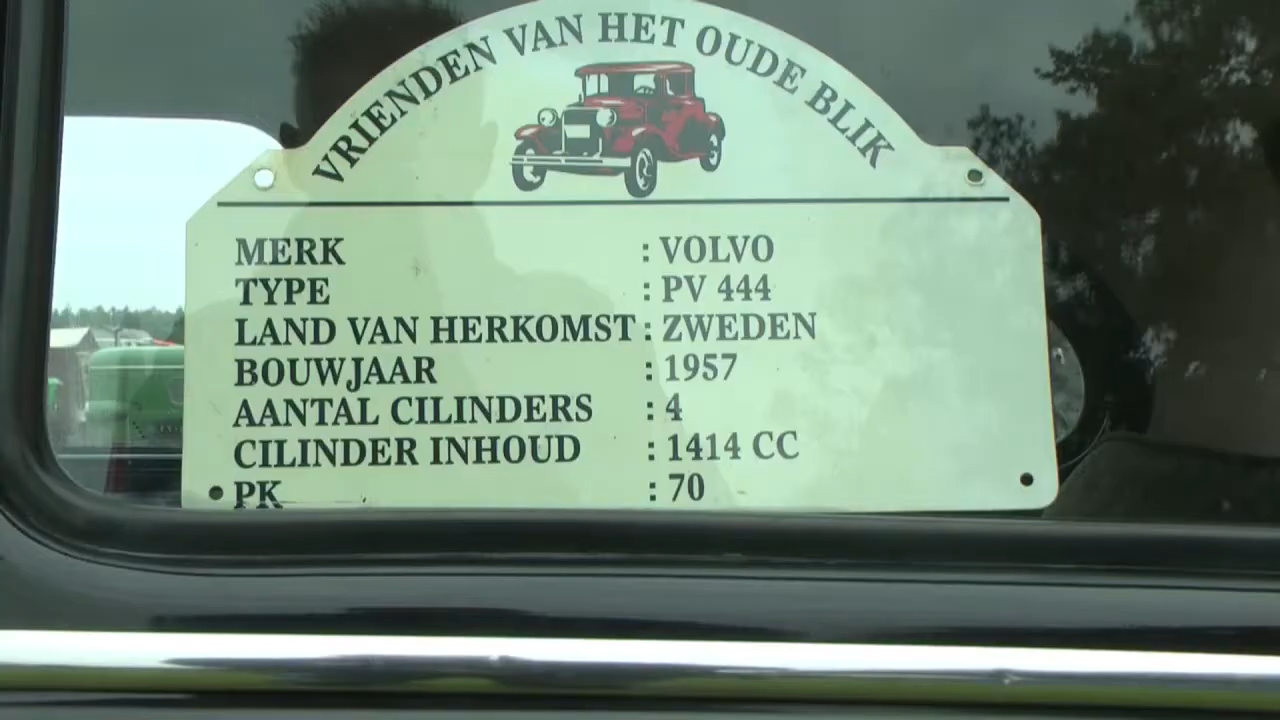 VRIENDEN VAN HET OUDE BLIK
MERK : VOLVO
TYPE : PV 444
LAND VAN HERKOMST : ZWEDEN
BOUWJAAR : 1957
AANTAL CILINDERS : 4
CILINDER INHOUD : 1414 CC
PK : 70